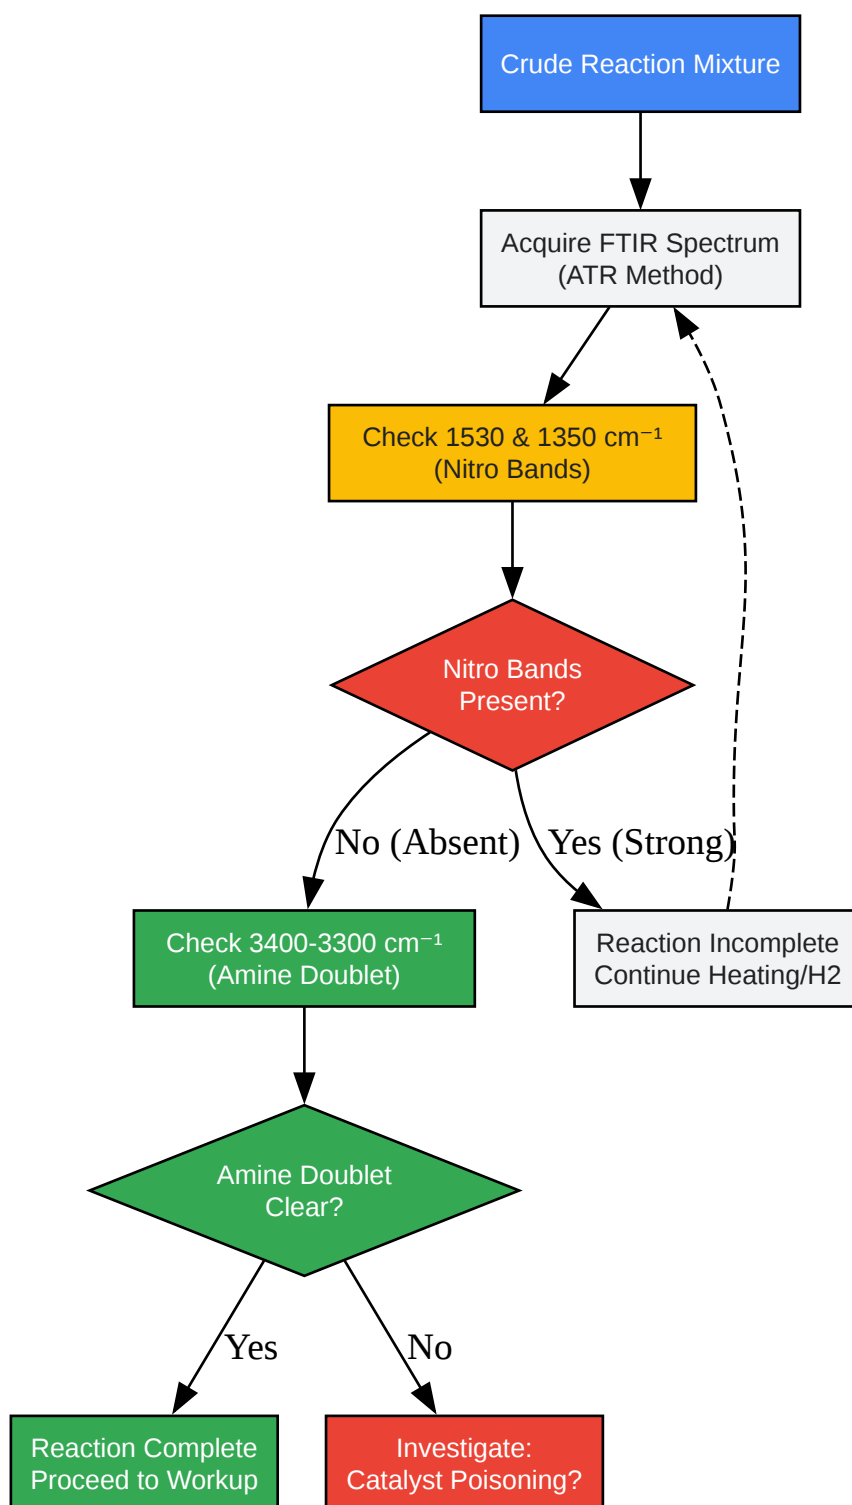 Crude Reaction Mixture
Acquire FTIR Spectrum
(ATR Method)
Check 1530 & 1350 cm⁻¹
(Nitro Bands)
Nitro Bands
Present?
No (Absent)
Yes (Strong)
Check 3400-3300 cm⁻¹
(Amine Doublet)
Reaction Incomplete
Continue Heating/H2
Amine Doublet
Clear?
Yes
No
Reaction Complete
Proceed to Workup
Investigate:
Catalyst Poisoning?